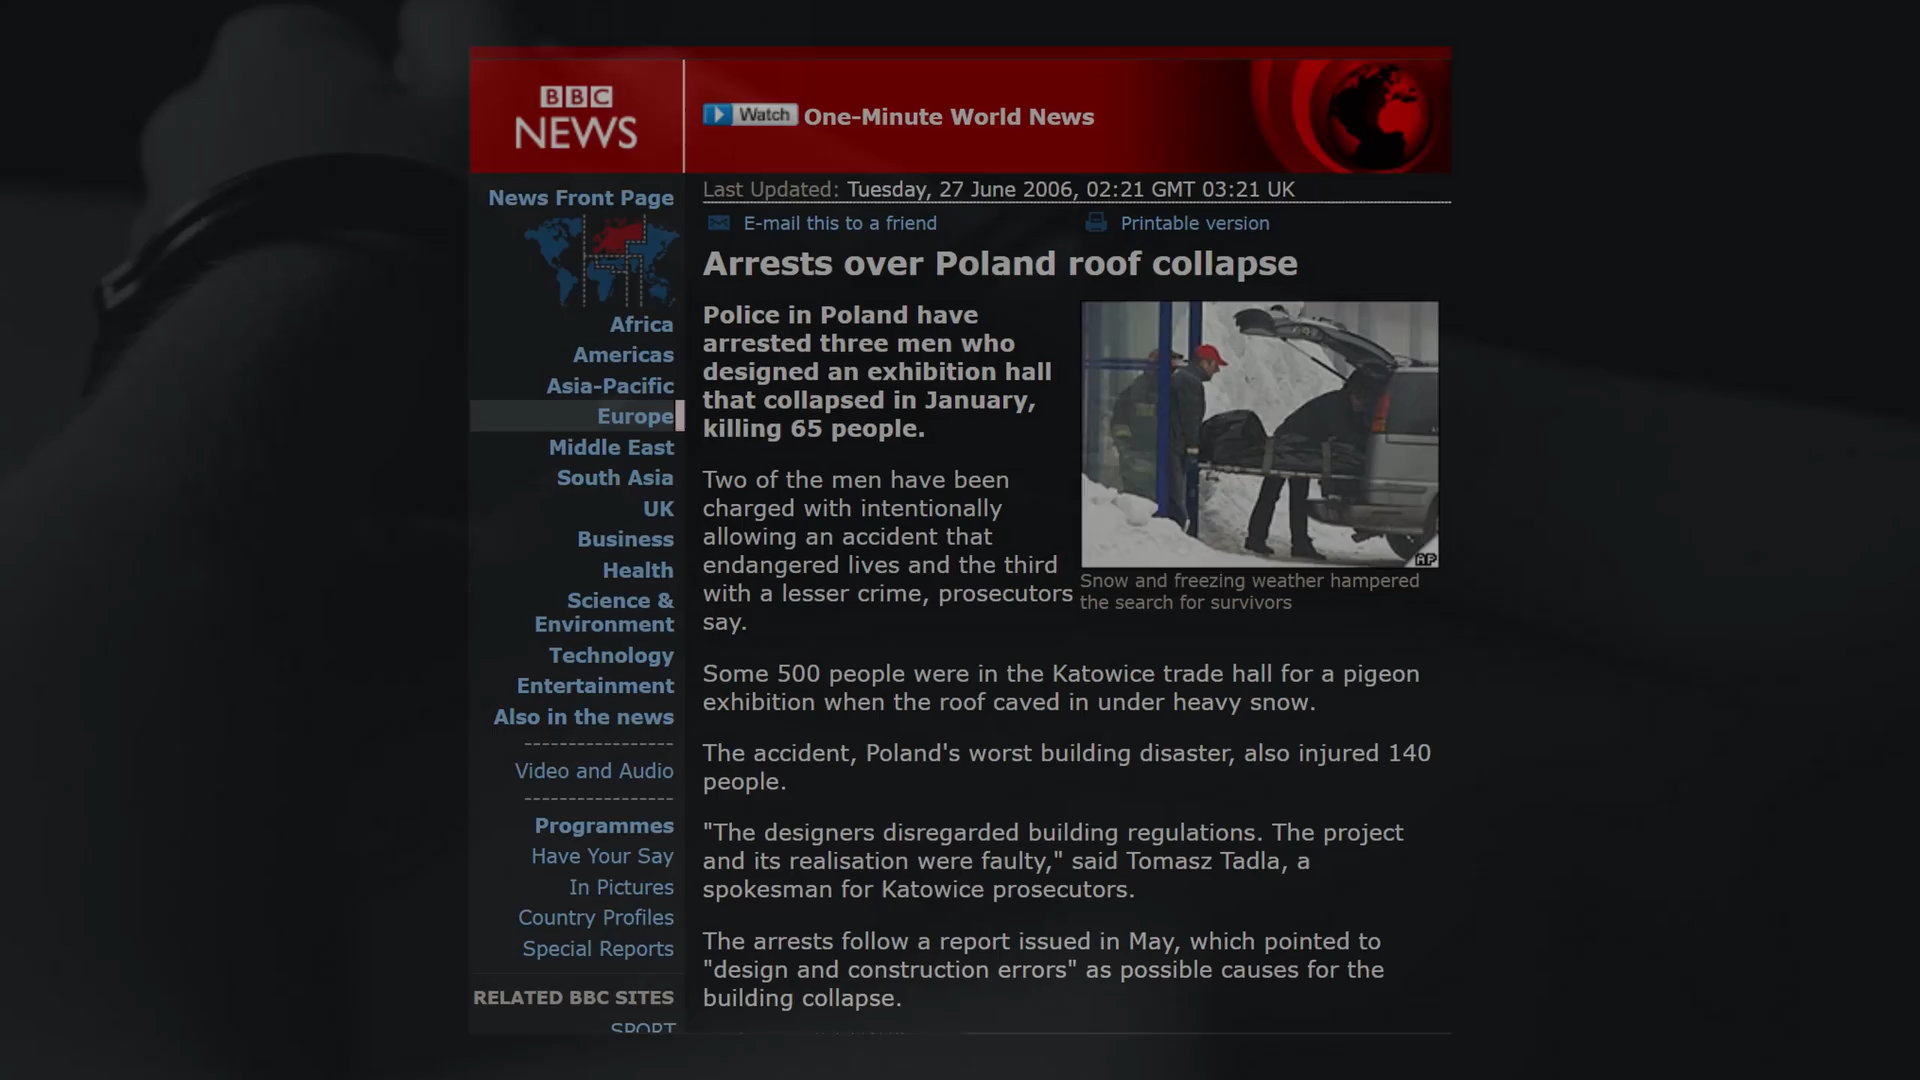 BBC
NEWS
Watch One-Minute World News
News Front Page
Africa
Americas
Asia-Pacific
Europe
Middle East
South Asia
UK
Business
Health
Science &
Environment
Technology
Entertainment
Also in the news
Video and Audio
Programmes
Have Your Say
In Pictures
Country Profiles
Special Reports
RELATED BBC SITES
SPORT
Last Updated: Tuesday, 27 June 2006, 02:21 GMT 03:21 UK
E-mail this to a friend
Printable version
Arrests over Poland roof collapse
Police in Poland have
arrested three men who
designed an exhibition hall
that collapsed in January,
killing 65 people.
AP
Snow and freezing weather hampered
the search for survivors
Two of the men have been
charged with intentionally
allowing an accident that
endangered lives and the third
with a lesser crime, prosecutors
say.
Some 500 people were in the Katowice trade hall for a pigeon
exhibition when the roof caved in under heavy snow.
The accident, Poland's worst building disaster, also injured 140
people.
"The designers disregarded building regulations. The project
and its realisation were faulty," said Tomasz Tadla, a
spokesman for Katowice prosecutors.
The arrests follow a report issued in May, which pointed to
"design and construction errors" as possible causes for the
building collapse.